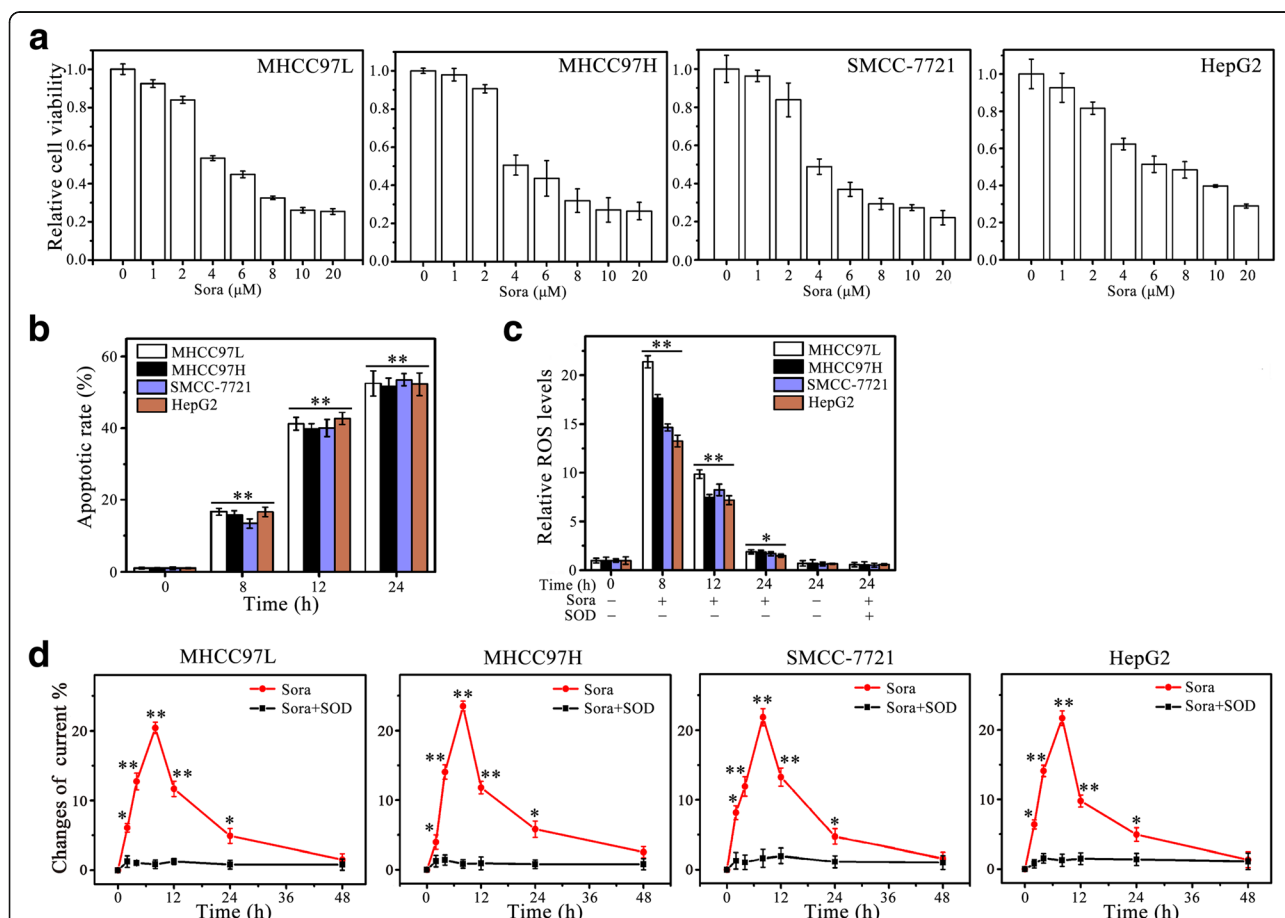 a
Relative cell viability
MHCC97L
1.0
0.8
0.6
0.4
0.2
0.0
0 1 2 4 6 8 10 20
Sora (μM)
MHCC97H
1.0
0.8
0.6
0.4
0.2
0.0
0 1 2 4 6 8 10 20
Sora (μM)
SMCC-7721
1.0
0.8
0.6
0.4
0.2
0.0
0 1 2 4 6 8 10 20
Sora (μM)
HepG2
1.0
0.8
0.6
0.4
0.2
0.0
0 1 2 4 6 8 10 20
Sora (μM)
b
Apoptotic rate (%)
60
40
20
0
MHCC97L
MHCC97H
SMCC-7721
HepG2
**
**
**
0 8 12 24
Time (h)
c
Relative ROS levels
20
15
10
5
0
MHCC97L
MHCC97H
SMCC-7721
HepG2
**
**
*
Time (h) 0 8 12 24 24 24
Sora − + + + − +
SOD − − − − − +
d
Changes of current %
MHCC97L
20
10
0
Sora
Sora+SOD
* ** ** ** *
0 12 24 36 48
Time (h)
MHCC97H
20
10
0
Sora
Sora+SOD
* ** ** ** *
0 12 24 36 48
Time (h)
SMCC-7721
20
10
0
Sora
Sora+SOD
* ** ** ** *
0 12 24 36 48
Time (h)
HepG2
20
10
0
Sora
Sora+SOD
* ** ** ** *
0 12 24 36 48
Time (h)